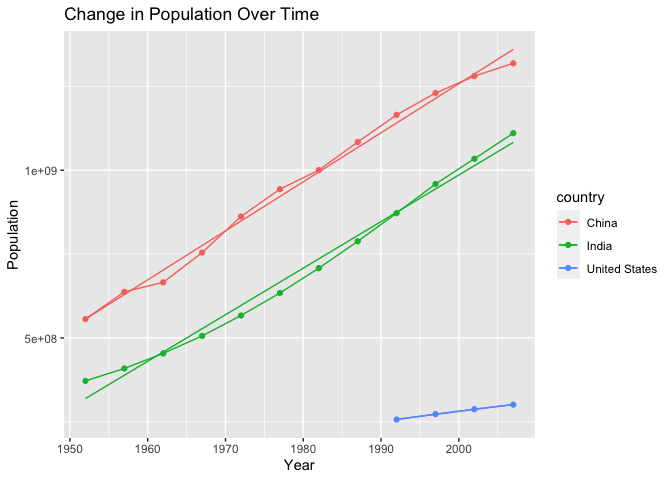 Change in Population Over Time
Population
1e+09
5e+08
1950 1960 1970 1980 1990 2000
Year
country
China
India
United States